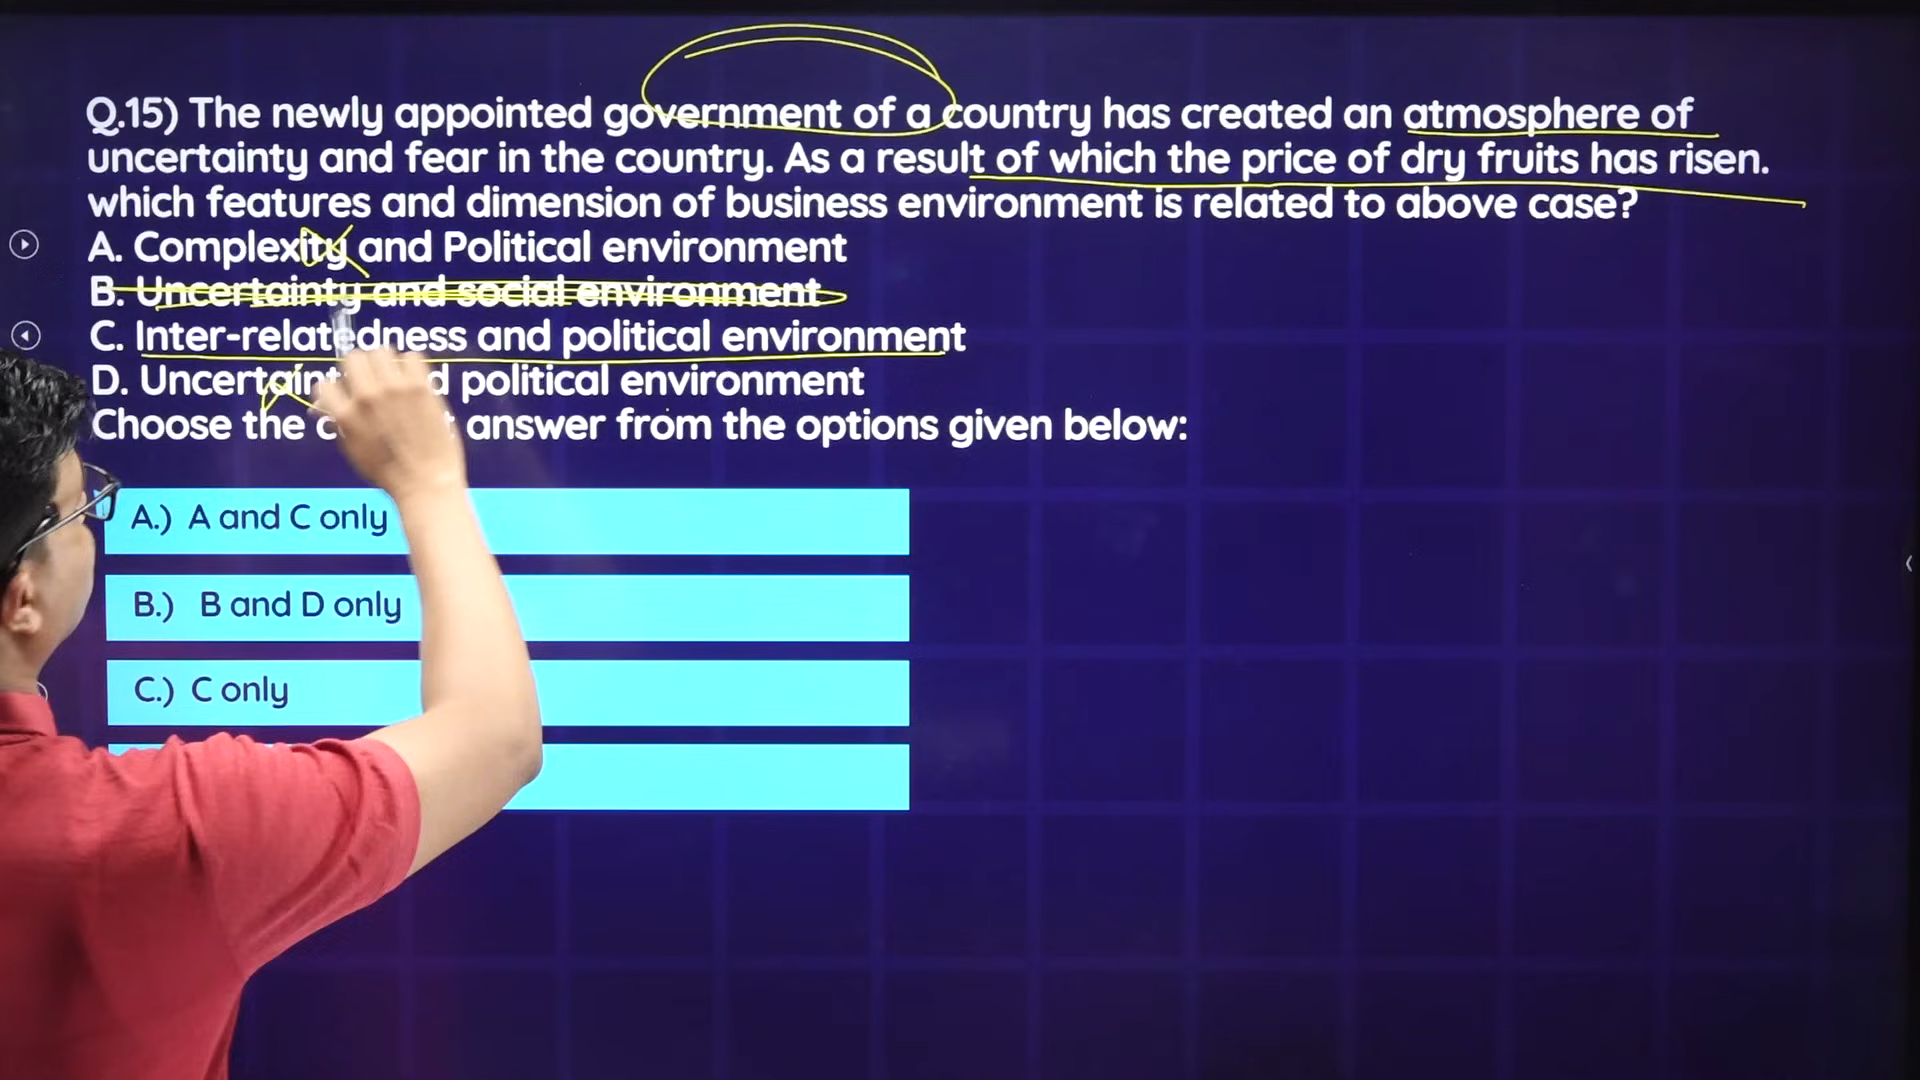 Q.15) The newly appointed government of a country has created an atmosphere of
uncertainty and fear in the country. As a result of which the price of dry fruits has risen.
which features and dimension of business environment is related to above case?
A. Complexity and Political environment
B. Uncertainty and social environment
C. Inter-relatedness and political environment
D. political environment
Choose the answer from the options given below:
A.) A and C only
B.) B and D only
C.) C only